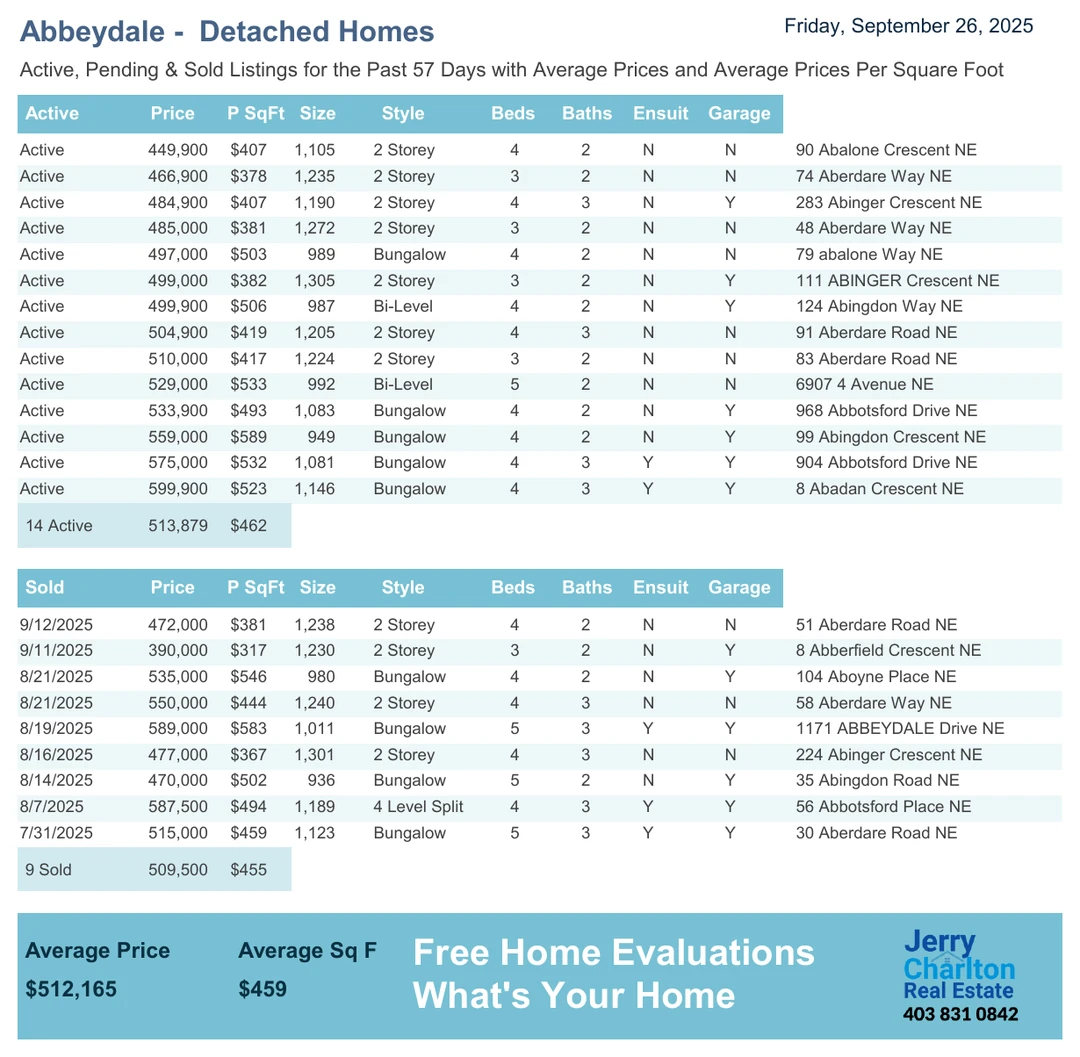 Abbeydale - Detached Homes
Friday, September 26, 2025
Active, Pending & Sold Listings for the Past 57 Days with Average Prices and Average Prices Per Square Foot
Active Price P SqFt Size Style Beds Baths Ensuit Garage
Active 449,900 $407 1,105 2 Storey 4 2 N N 90 Abalone Crescent NE
Active 466,900 $378 1,235 2 Storey 3 2 N N 74 Aberdare Way NE
Active 484,900 $407 1,190 2 Storey 4 3 N Y 283 Abinger Crescent NE
Active 485,000 $381 1,272 2 Storey 3 2 N N 48 Aberdare Way NE
Active 497,000 $503 989 Bungalow 4 2 N N 79 abalone Way NE
Active 499,000 $382 1,305 2 Storey 3 2 N Y 111 ABINGER Crescent NE
Active 499,900 $506 987 Bi-Level 4 2 N Y 124 Abingdon Way NE
Active 504,900 $419 1,205 2 Storey 4 3 N N 91 Aberdare Road NE
Active 510,000 $417 1,224 2 Storey 3 2 N N 83 Aberdare Road NE
Active 529,000 $533 992 Bi-Level 5 2 N N 6907 4 Avenue NE
Active 533,900 $493 1,083 Bungalow 4 2 N Y 968 Abbotsford Drive NE
Active 559,000 $589 949 Bungalow 4 2 N Y 99 Abingdon Crescent NE
Active 575,000 $532 1,081 Bungalow 4 3 Y Y 904 Abbotsford Drive NE
Active 599,900 $523 1,146 Bungalow 4 3 Y Y 8 Abadan Crescent NE
14 Active 513,879 $462
Sold Price P SqFt Size Style Beds Baths Ensuit Garage
9/12/2025 472,000 $381 1,238 2 Storey 4 2 N N 51 Aberdare Road NE
9/11/2025 390,000 $317 1,230 2 Storey 3 2 N Y 8 Abberfield Crescent NE
8/21/2025 535,000 $546 980 Bungalow 4 2 N Y 104 Aboyne Place NE
8/21/2025 550,000 $444 1,240 2 Storey 4 3 N N 58 Aberdare Way NE
8/19/2025 589,000 $583 1,011 Bungalow 5 3 Y Y 1171 ABBEYDALE Drive NE
8/16/2025 477,000 $367 1,301 2 Storey 4 3 N N 224 Abinger Crescent NE
8/14/2025 470,000 $502 936 Bungalow 5 2 N Y 35 Abingdon Road NE
8/7/2025 587,500 $494 1,189 4 Level Split 4 3 Y Y 56 Abbotsford Place NE
7/31/2025 515,000 $459 1,123 Bungalow 5 3 Y Y 30 Aberdare Road NE
9 Sold 509,500 $455
Average Price Average Sq F
$512,165 $459
Free Home Evaluations
What's Your Home
Jerry
Charlton
Real Estate
403 831 0842